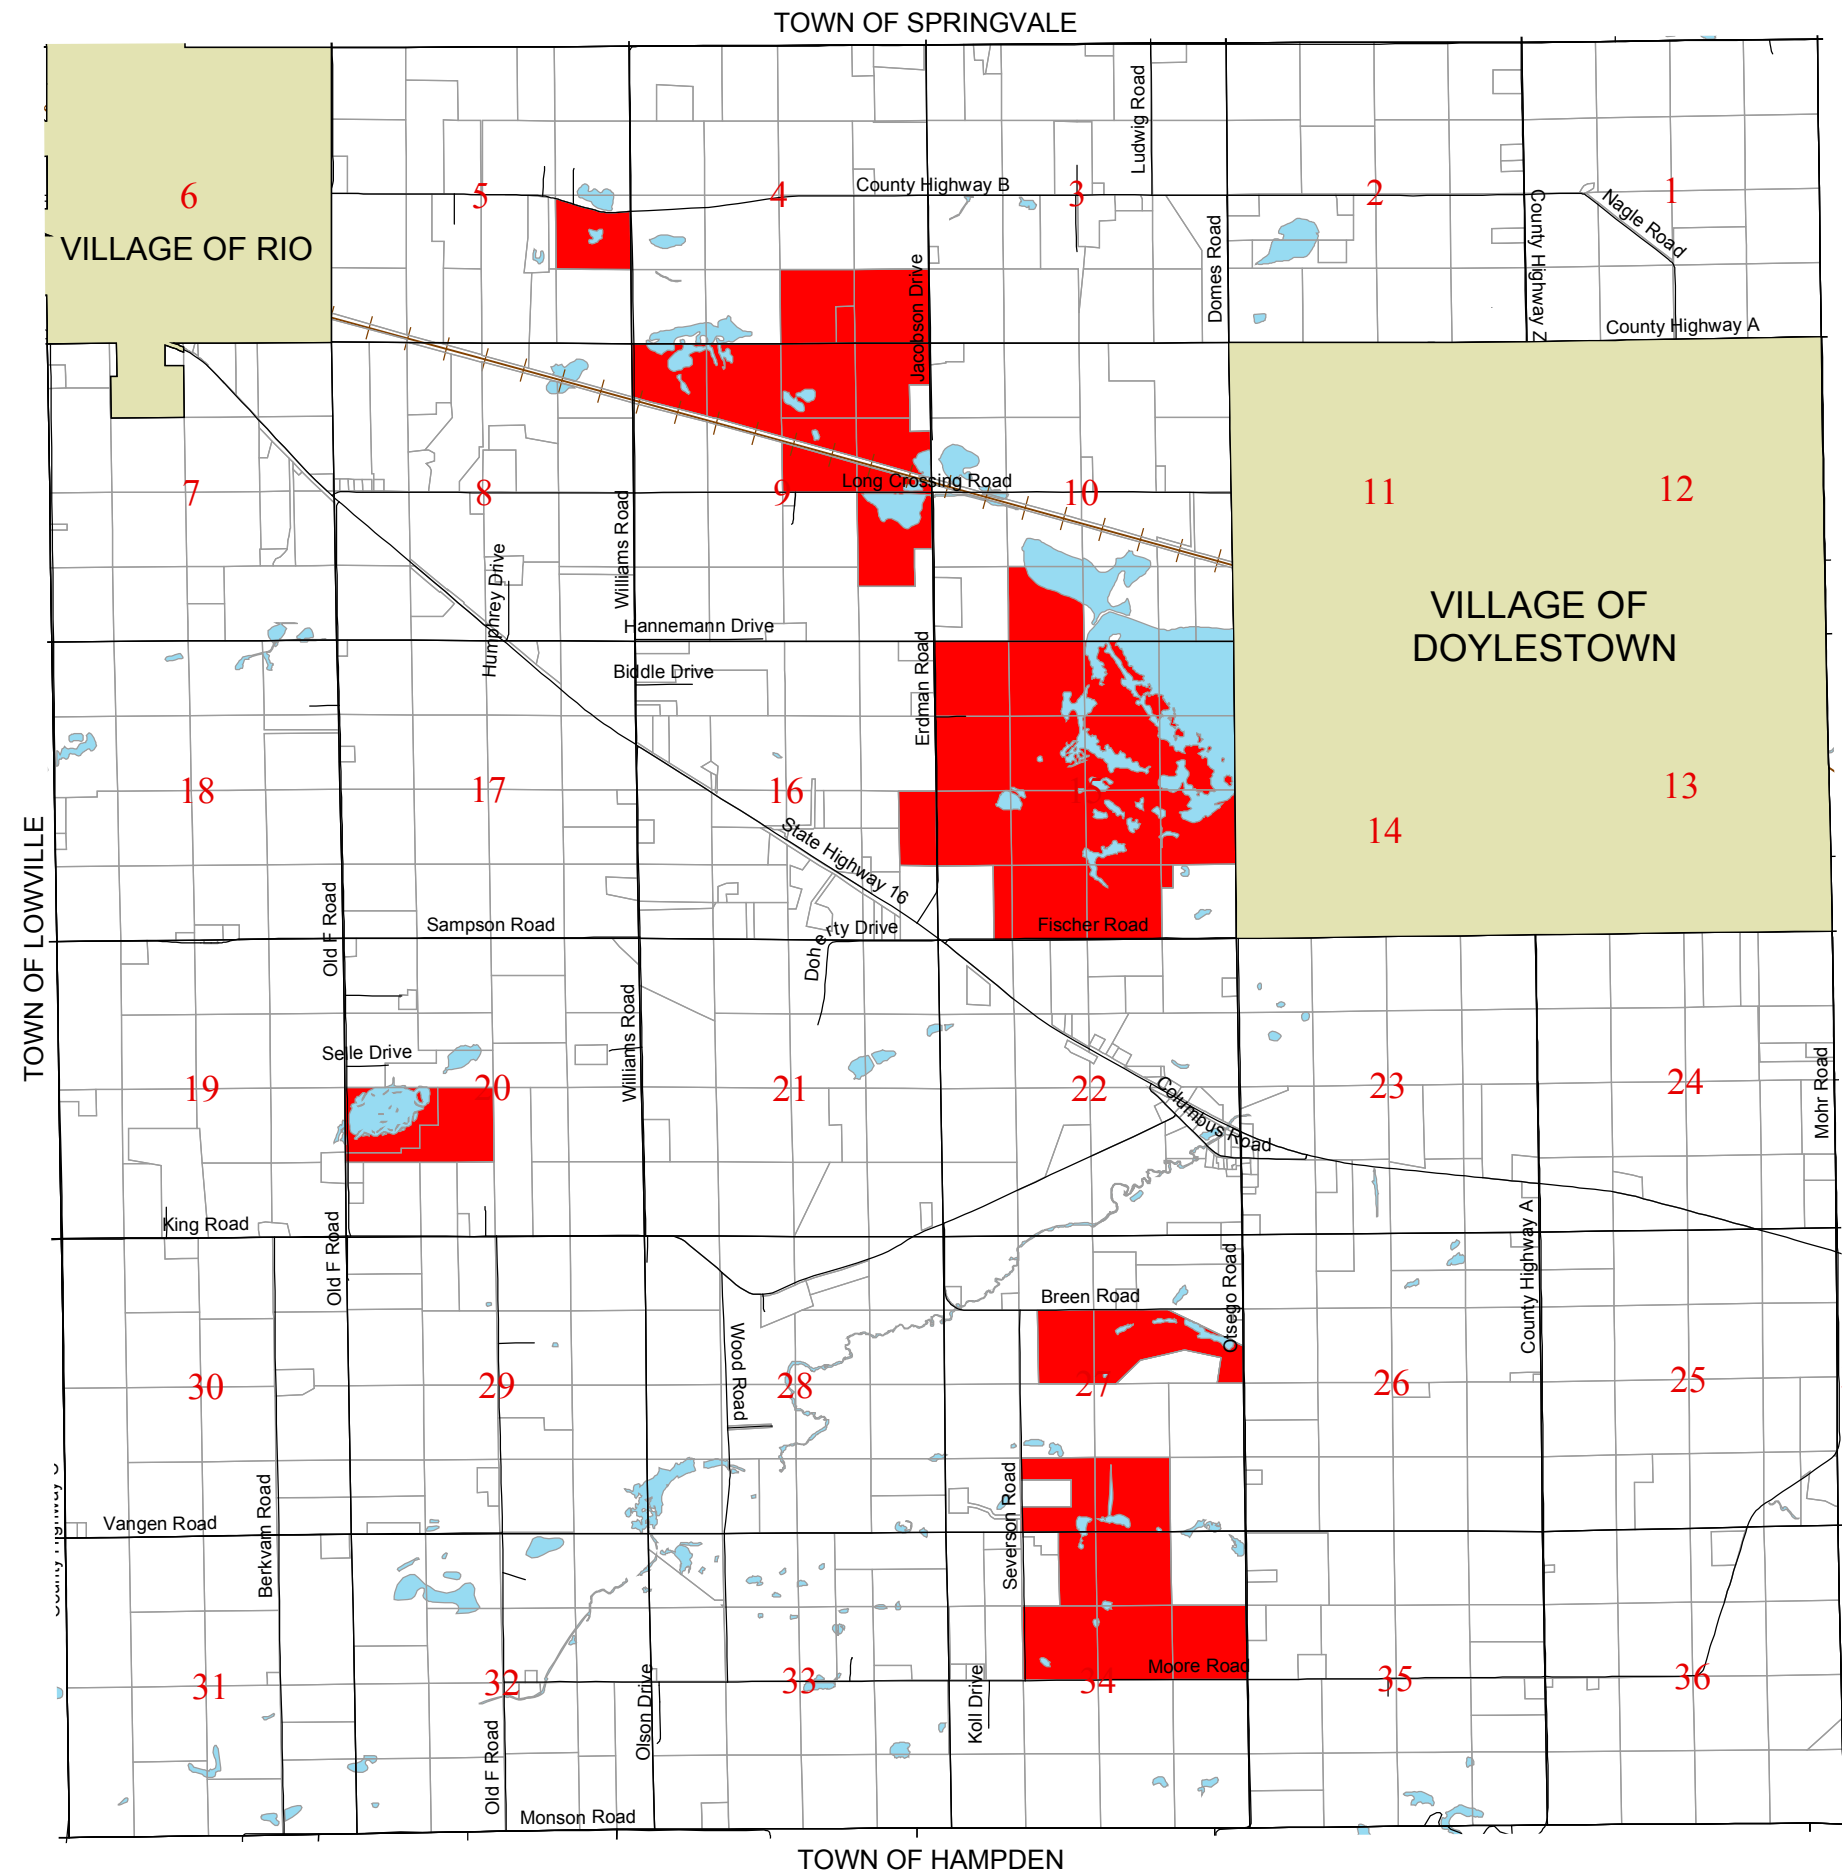 TOWN OF SPRINGVALE
Ludwig Road
6
5
4
County Highway B
3
2
1
Nagle Road
County Highway Z
VILLAGE OF RIO
Domes Road
Jacobson Drive
County Highway A
7
8
9
Long Crossing Road
10
11
12
Williams Road
Humphrey Drive
Hannemann Drive
Biddle Drive
Erdman Road
VILLAGE OF
DOYLESTOWN
18
17
16
13
14
State Highway 16
TOWN OF LOWVILLE
Old F Road
Sampson Road
Doherty Drive
Fischer Road
Williams Road
Selle Drive
19
20
21
22
23
24
Mohr Road
Columbus Road
King Road
Old F Road
Otsego Road
County Highway A
Breen Road
Wood Road
30
29
28
27
26
25
Berkvam Road
Vangen Road
Severson Road
31
32
33
34
Moore Road
35
36
Olson Drive
Koll Drive
Old F Road
Monson Road
TOWN OF HAMPDEN